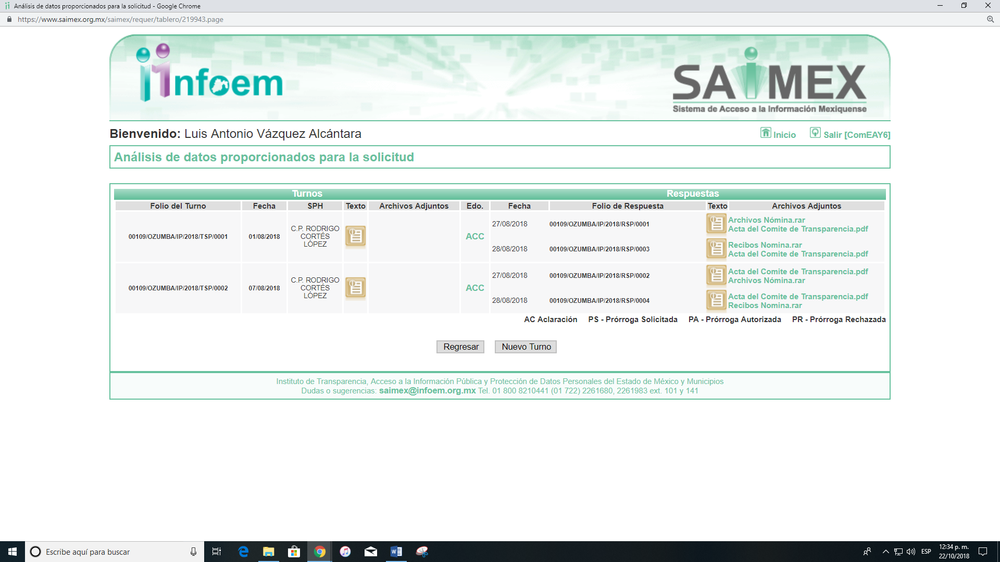 Análisis de datos proporcionados para la solicitud - Google Chrome
https://www.saimex.org.mx/saimex/requer/tablero/219943.page
infoem
SAiMEX
Sistema de Acceso a la Información Mexiquense
Bienvenido: Luis Antonio Vázquez Alcántara
Inicio Salir [ComEAY6]
Análisis de datos proporcionados para la solicitud
Turnos Respuestas
Folio del Turno Fecha SPH Texto Archivos Adjuntos Edo. Fecha Folio de Respuesta Texto Archivos Adjuntos
00109/OZUMBA/IP/2018/TSP/0001 01/08/2018 C.P. RODRIGO CORTÉS LÓPEZ ACC
27/08/2018 00109/OZUMBA/IP/2018/RSP/0001 Archivos Nómina.rar
Acta del Comite de Transparencia.pdf
28/08/2018 00109/OZUMBA/IP/2018/RSP/0003 Recibos Nomina.rar
Acta del Comite de Transparencia.pdf
00109/OZUMBA/IP/2018/TSP/0002 07/08/2018 C.P. RODRIGO CORTÉS LÓPEZ ACC
27/08/2018 00109/OZUMBA/IP/2018/RSP/0002 Acta del Comite de Transparencia.pdf
Archivos Nómina.rar
28/08/2018 00109/OZUMBA/IP/2018/RSP/0004 Acta del Comite de Transparencia.pdf
Recibos Nomina.rar
AC Aclaración PS - Prórroga Solicitada PA - Prórroga Autorizada PR - Prórroga Rechazada
Regresar Nuevo Turno
Instituto de Transparencia, Acceso a la Información Pública y Protección de Datos Personales del Estado de México y Municipios
Dudas o sugerencias: saimex@infoem.org.mx Tel. 01 800 8210441 (01 722) 2261680, 2261983 ext. 101 y 141
Escribe aquí para buscar
ESP
12:34 p. m.
22/10/2018